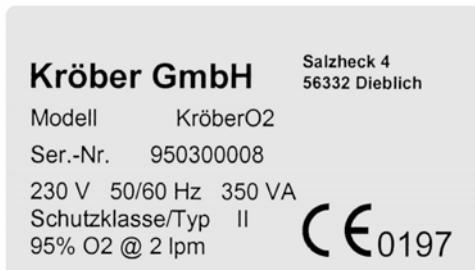 Kröber GmbH
Salzheck 4
56332 Dieblich
Modell KröberO2
Ser.-Nr. 950300008
230 V 50/60 Hz 350 VA
Schutzklasse/Typ II
95% O2 @ 2 lpm
CE 0197